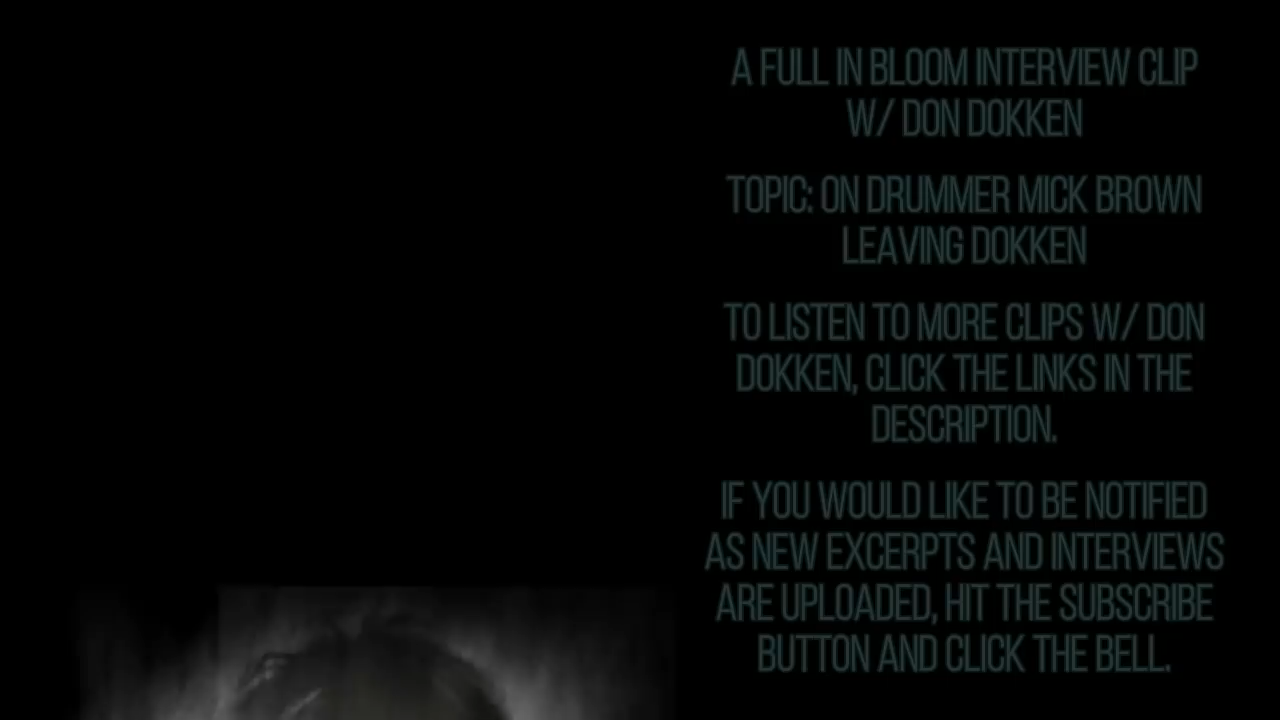 A FULL IN BLOOM INTERVIEW CLIP
W/ DON DOKKEN
TOPIC: ON DRUMMER MICK BROWN
LEAVING DOKKEN
TO LISTEN TO MORE CLIPS W/ DON
DOKKEN, CLICK THE LINKS IN THE
DESCRIPTION.
IF YOU WOULD LIKE TO BE NOTIFIED
AS NEW EXCERPTS AND INTERVIEWS
ARE UPLOADED, HIT THE SUBSCRIBE
BUTTON AND CLICK THE BELL.